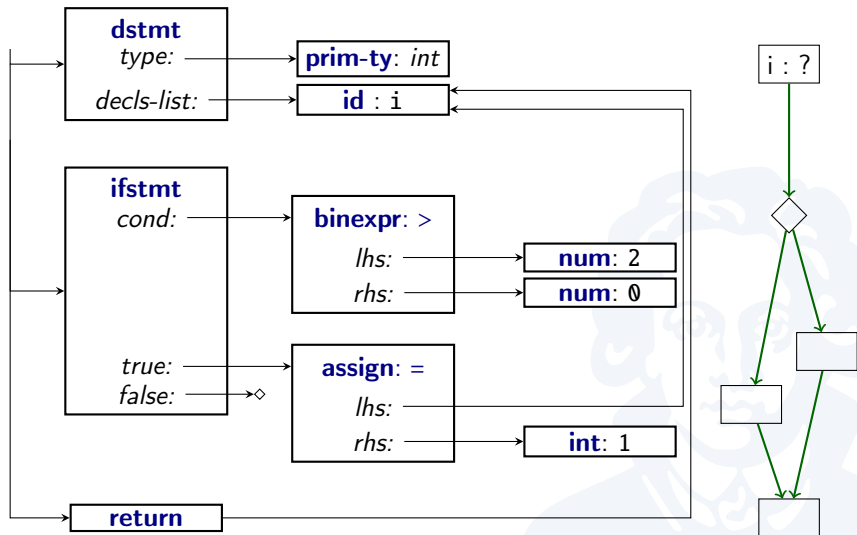 dstmt
type:
prim-ty: int
decls-list:
id : i
i : ?
ifstmt
cond:
binexpr: >
lhs:
num: 2
rhs:
num: 0
true:
assign: =
false:
lhs:
rhs:
int: 1
return